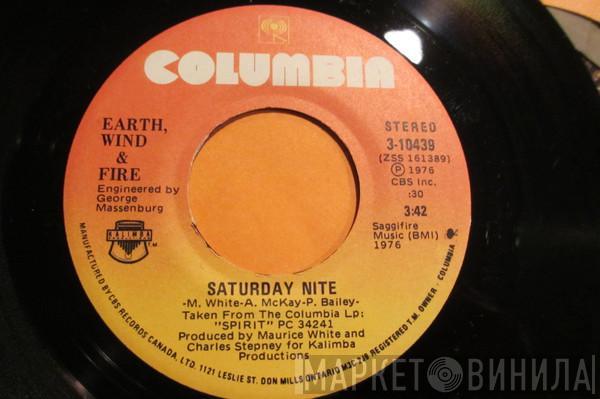 COLUMBIA
EARTH,
WIND
&
FIRE
Engineered by
George
Massenburg
KALIMBA
T.M.
STEREO
3-10439
(ZSS 161389)
Ⓟ 1976
CBS Inc.
:30
3:42
Saggifire
Music (BMI)
1976
SATURDAY NITE
-M. White-A. McKay-P. Bailey-
Taken From The Columbia Lp:
"SPIRIT" PC 34241
Produced by Maurice White and
Charles Stepney for Kalimba
Productions
MANUFACTURED BY CBS RECORDS CANADA, LTD. 1121 LESLIE ST. DON MILLS ONTARIO M3C 2J9 REGISTERED T.M. OWNER - COLUMBIA
МАРКЕТ ВИНИЛА